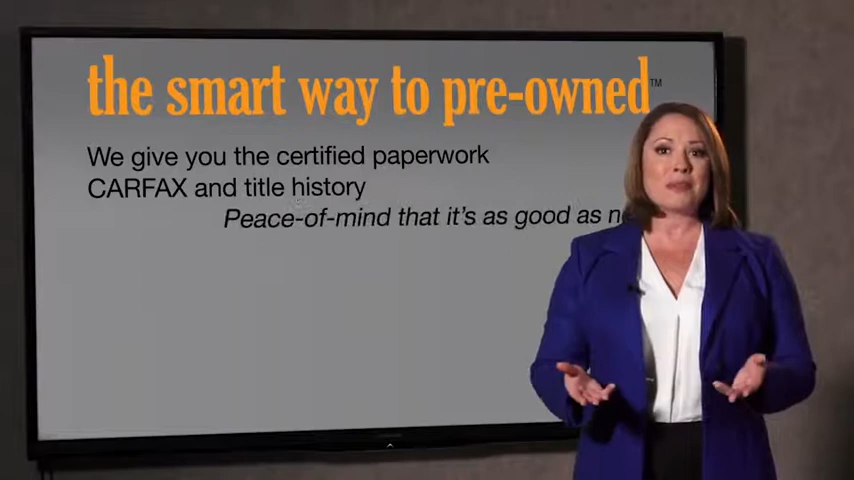 the smart way to pre-owned™
We give you the certified paperwork
CARFAX and title history
Peace-of-mind that it's as good as